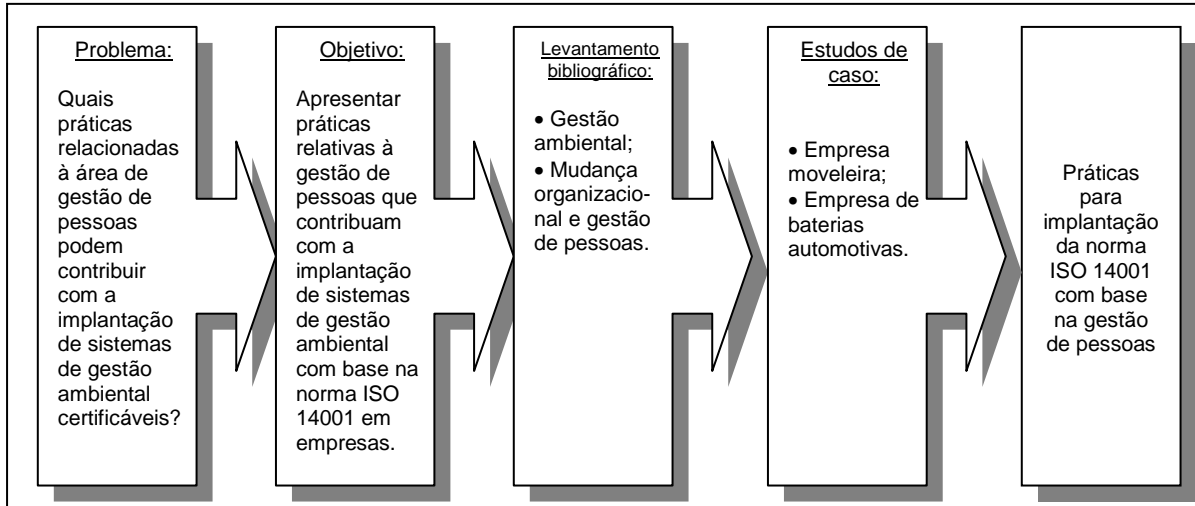 Problema:
Quais
práticas
relacionadas
à área de
gestão de
pessoas
podem
contribuir
com a
implantação
de sistemas
de gestão
ambiental
certificáveis?
Objetivo:
Apresentar
práticas
relativas à
gestão de
pessoas que
contribuam
com a
implantação
de sistemas
de gestão
ambiental
com base na
norma ISO
14001 em
empresas.
Levantamento
bibliográfico:
• Gestão
ambiental;
• Mudança
organizacio-
nal e gestão
de pessoas.
Estudos de
caso:
• Empresa
moveleira;
• Empresa de
baterias
automotivas.
Práticas
para
implantação
da norma
ISO 14001
com base
na gestão
de pessoas